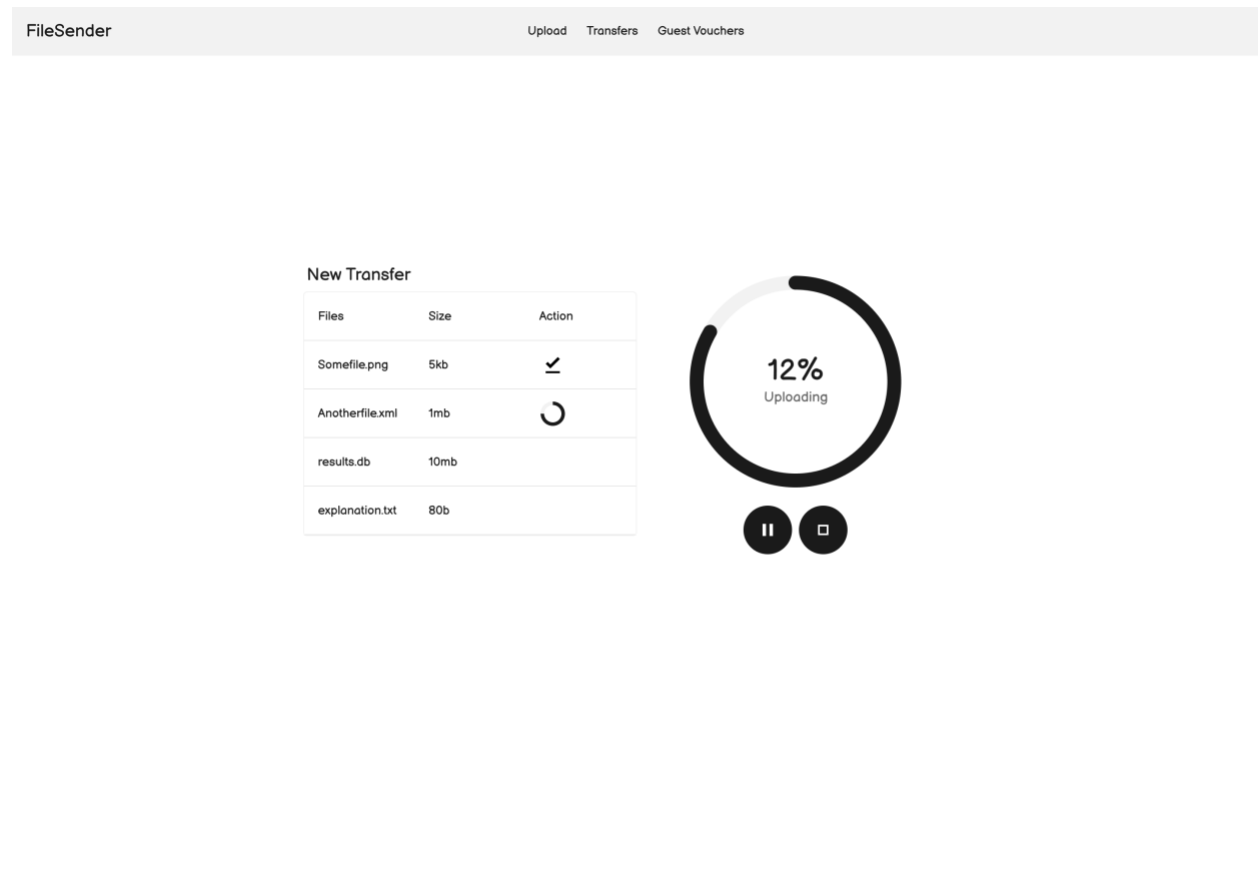 FileSender Upload Transfers Guest Vouchers
New Transfer
Files Size Action
Somefile.png 5kb
Anotherfile.xml 1mb
results.db 10mb
explanation.txt 80b
12%
Uploading